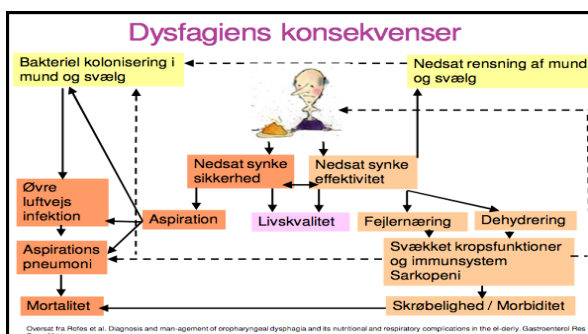 Dysfagiens konsekvenser
Bakteriel kolonisering i
mund og svælg
Nedsat rensning af mund
og svælg
Nedsat synke
sikkerhed
Nedsat synke
effektivitet
Øvre
luftvejs
infektion
Aspiration
Livskvalitet
Fejlernæring
Dehydrering
Aspirations
pneumoni
Svækket kropsfunktioner
og immunsystem
Sarkopeni
Mortalitet
Skrøbelighed / Morbiditet
Oversat fra Rofes et al. Diagnosis and man-agement of oropharyngeal dysphagia and its nutritional and respiratory complications in the el-derly. Gastroenterol Res